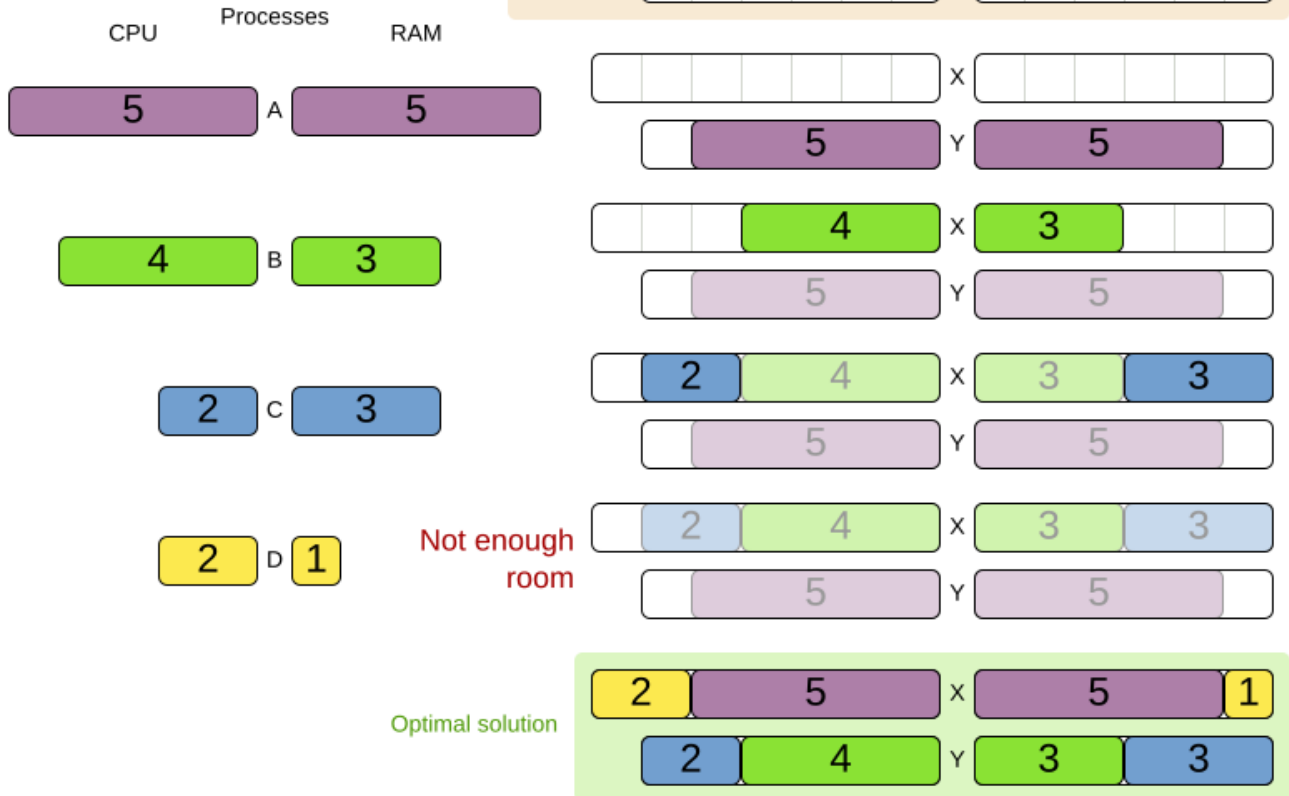 Processes
CPU RAM
X
5 A 5
5 Y 5
4 X 3
4 B 3
5 Y 5
2 4 X 3 3
2 C 3
5 Y 5
2 4 X 3 3
Not enough
room
2 D 1
5 Y 5
2 5 X 5 1
Optimal solution
2 4 Y 3 3